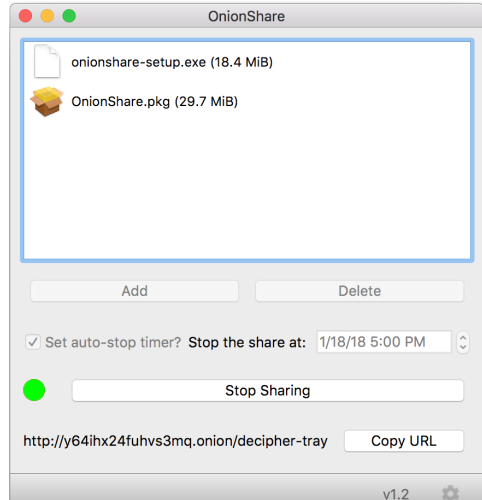 OnionShare
onionshare-setup.exe (18.4 MiB)
OnionShare.pkg (29.7 MiB)
Add Delete
Set auto-stop timer? Stop the share at: 1/18/18 5:00 PM
Stop Sharing
http://y64ihx24fuhvs3mq.onion/decipher-tray Copy URL
v1.2